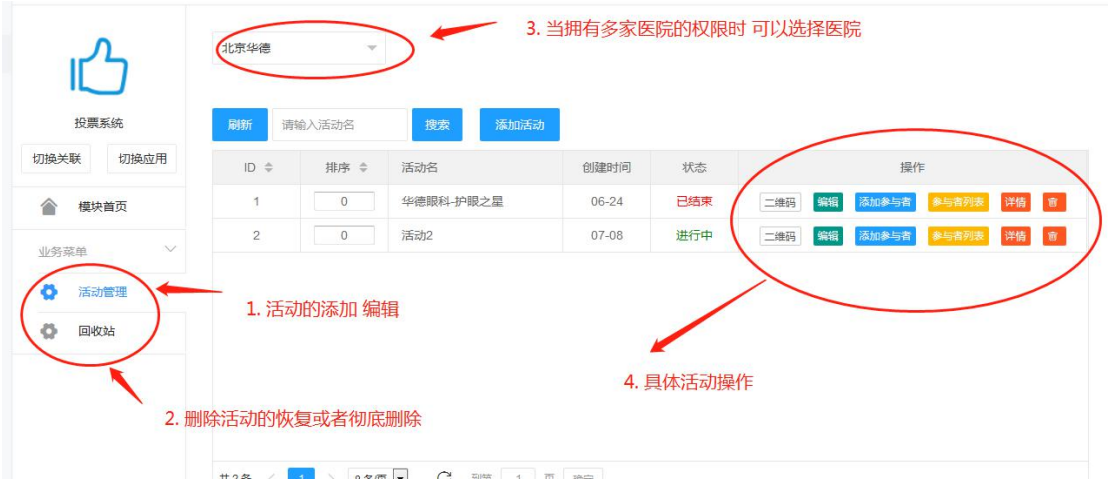 3. 当拥有多家医院的权限时 可以选择医院
北京华德
投票系统
切换关联 切换应用
刷新 请输入活动名 搜索 添加活动
ID 排序 活动名 创建时间 状态 操作
1 0 华德眼科-护眼之星 06-24 已结束 二维码 编辑 添加参与者 参与者列表 详情
2 0 活动2 07-08 进行中 二维码 编辑 添加参与者 参与者列表 详情
模块首页
业务菜单
活动管理
回收站
1. 活动的添加 编辑
4. 具体活动操作
2. 删除活动的恢复或者彻底删除
共2条 1 到第 1 页 确定